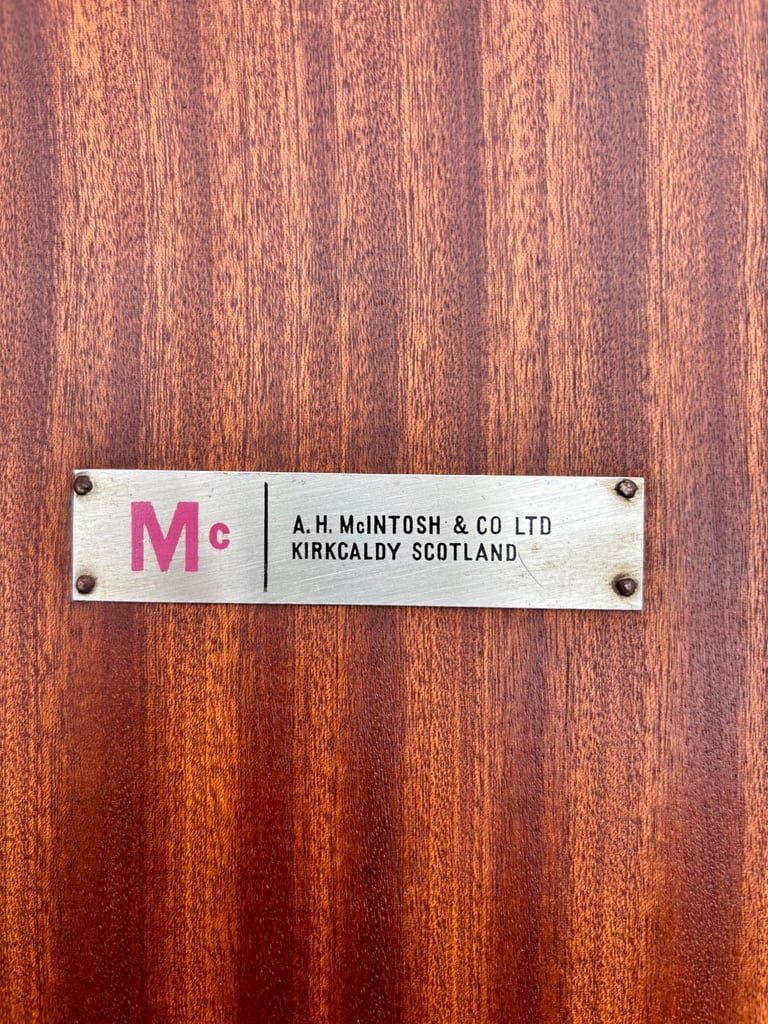 Mc
A. H. McINTOSH & CO LTD
KIRKCALDY SCOTLAND